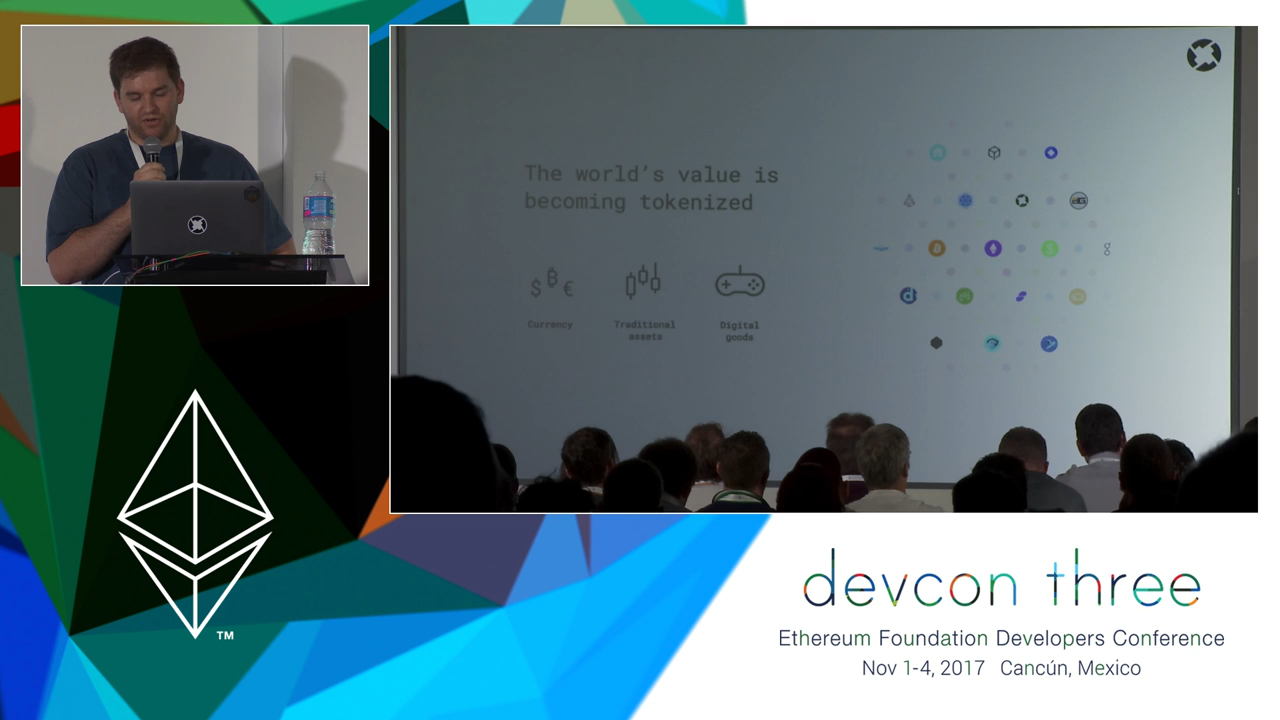 The world's value is
becoming tokenized
$ ₿ €
Currency
Traditional
assets
Digital
goods
TM
devcon three
Ethereum Foundation Developers Conference
Nov 1-4, 2017 Cancún, Mexico